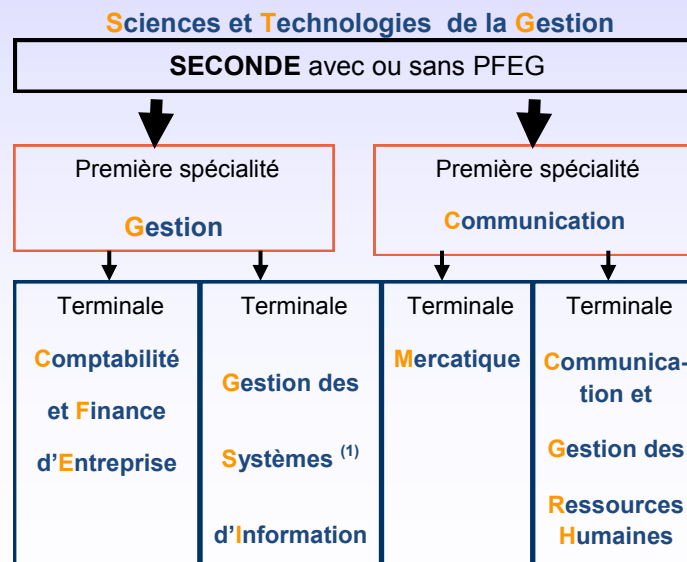 Sciences et Technologies de la Gestion
SECONDE avec ou sans PFEG
Première spécialité
Gestion
Première spécialité
Communication
Terminale
Comptabilité
et Finance
d'Entreprise
Terminale
Gestion des
Systèmes (1)
d'Information
Terminale
Mercatique
Terminale
Communica-
tion et
Gestion des
Ressources
Humaines